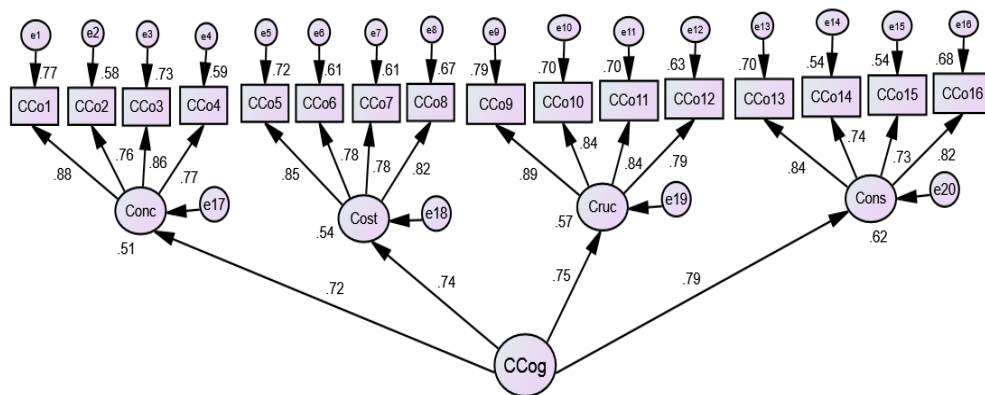 e1 e2 e3 e4 e5 e6 e7 e8 e9 e10 e11 e12 e13 e14 e15 e16
.77 .58 .73 .59 .72 .61 .61 .67 .79 .70 .70 .63 .70 .54 .54 .68
CCo1 CCo2 CCo3 CCo4 CCo5 CCo6 CCo7 CCo8 CCo9 CCo10 CCo11 CCo12 CCo13 CCo14 CCo15 CCo16
.88 .76 .86 .77 .85 .78 .78 .82 .89 .84 .84 .79 .84 .74 .73 .82
Conc e17 Cost e18 Cruc e19 Cons e20
.51 .54 .57 .62
.72 .74 .75 .79
CCog